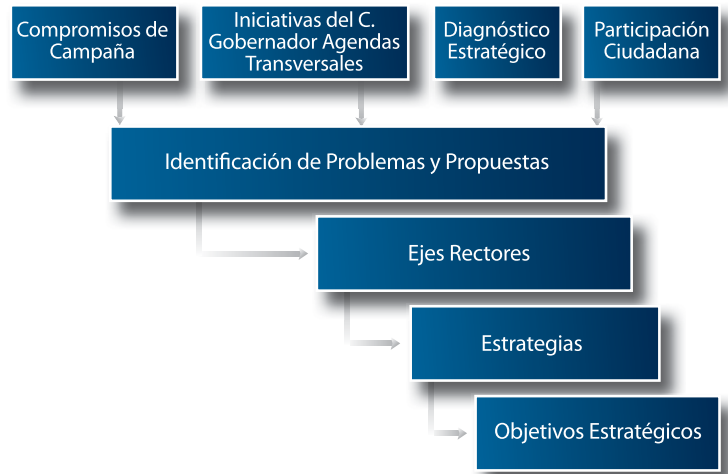 Compromisos de
Campaña
Iniciativas del C.
Gobernador Agendas
Transversales
Diagnóstico
Estratégico
Participación
Ciudadana
Identificación de Problemas y Propuestas
Ejes Rectores
Estrategias
Objetivos Estratégicos